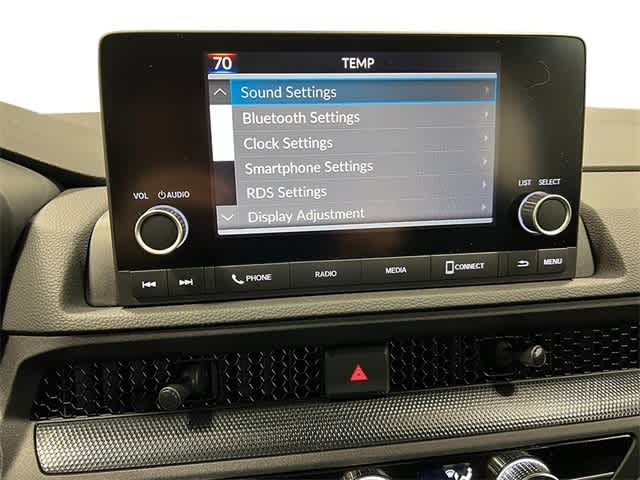 70 TEMP
Sound Settings
Bluetooth Settings
Clock Settings
Smartphone Settings
RDS Settings
Display Adjustment
VOL AUDIO
LIST SELECT
PHONE RADIO MEDIA CONNECT MENU